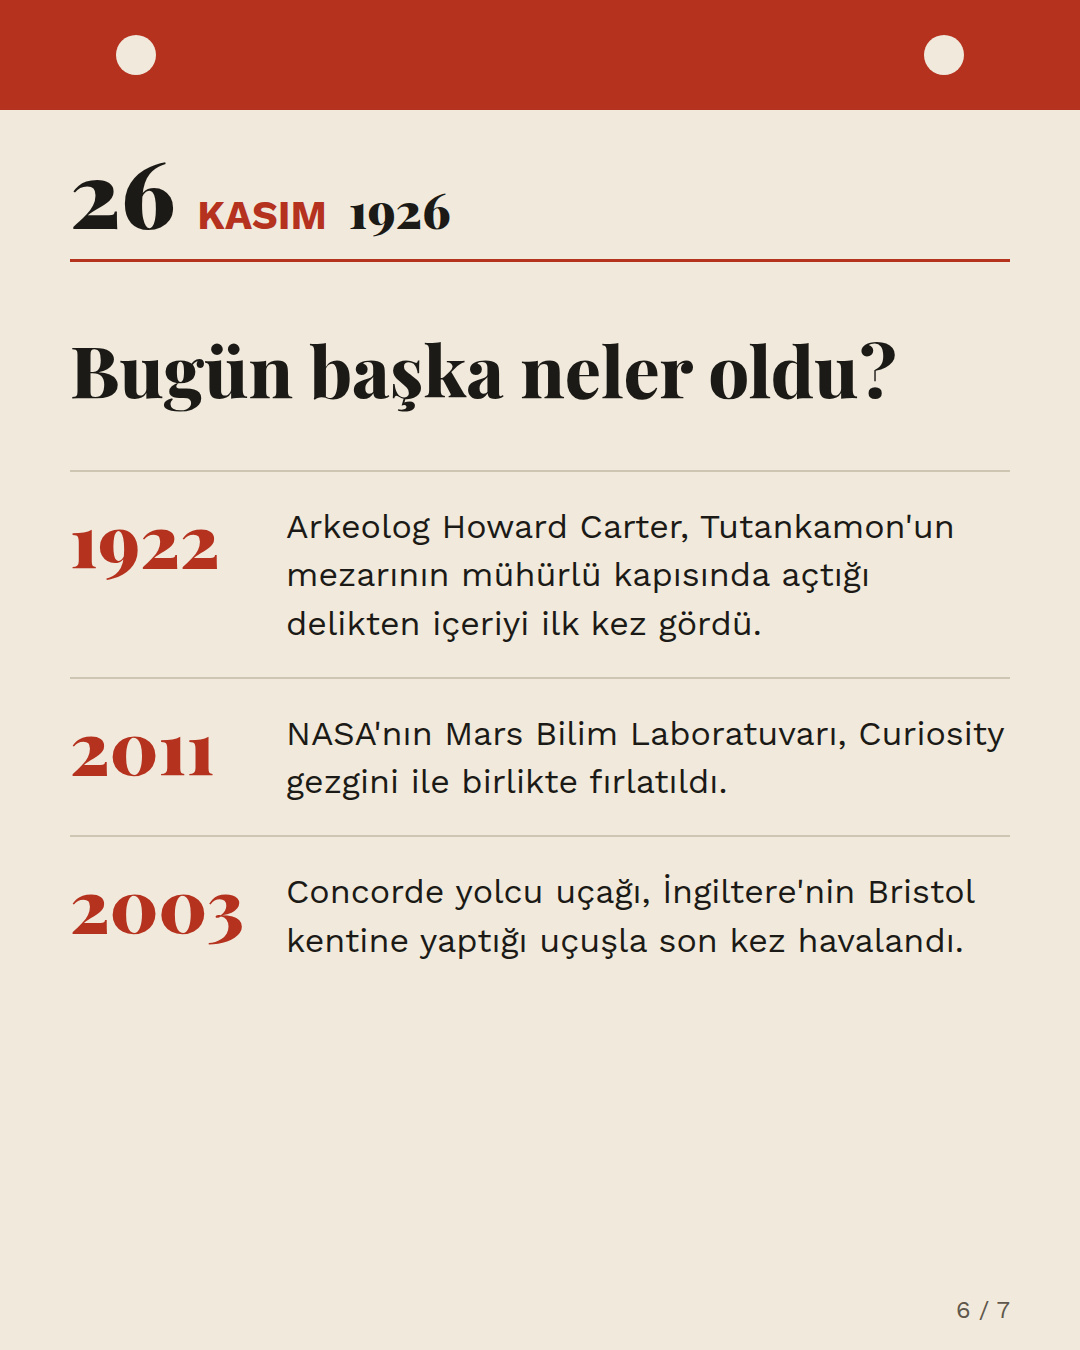 26 KASIM 1926
Bugün başka neler oldu?
1922
Arkeolog Howard Carter, Tutankamon'un
mezarının mühürlü kapısında açtığı
delikten içeriyi ilk kez gördü.
2011
NASA'nın Mars Bilim Laboratuvarı, Curiosity
gezgini ile birlikte fırlatıldı.
2003
Concorde yolcu uçağı, İngiltere'nin Bristol
kentine yaptığı uçuşla son kez havalandı.
6 / 7